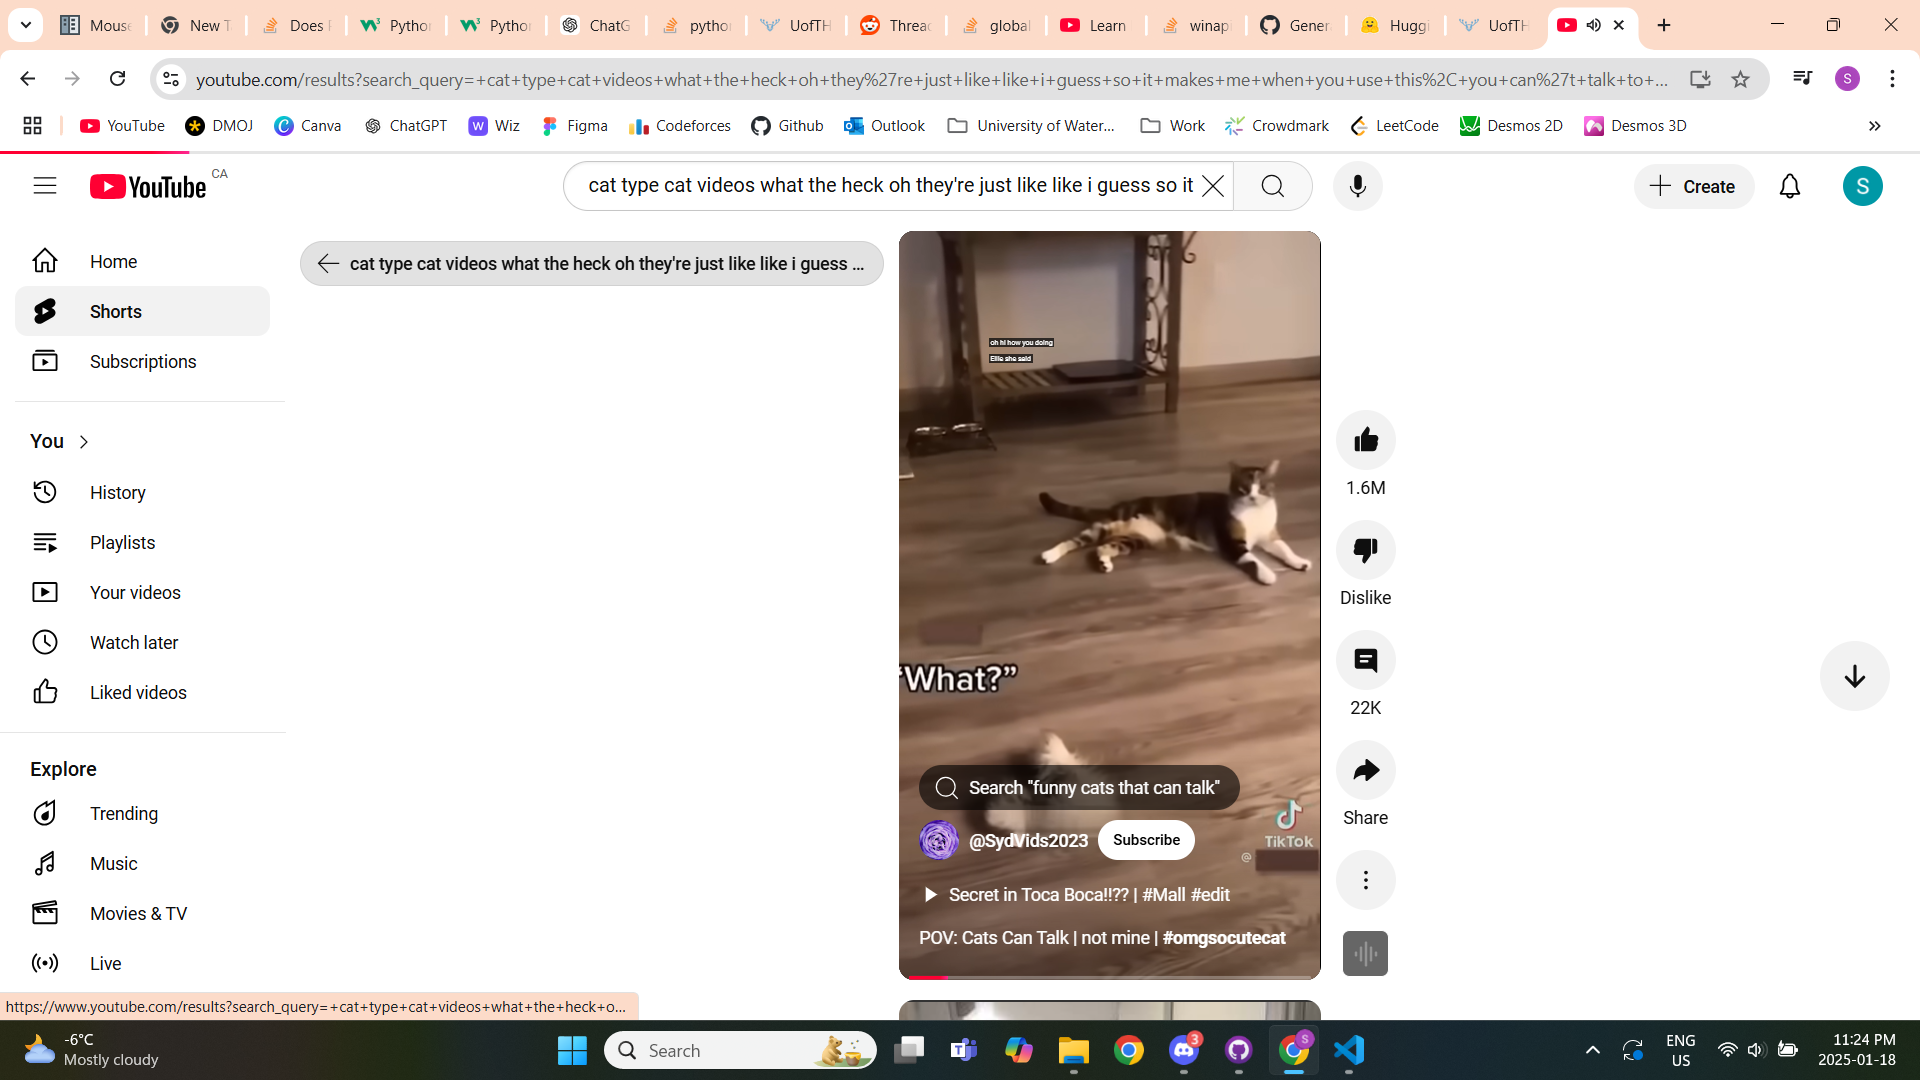 Mouse
New T
Does P
Python
Python
ChatG
python
UofTH
Thread
global
Learn
winap
Gener
Huggi
UofTH
youtube.com/results?search_query=+cat+type+cat+videos+what+the+heck+oh+they%27re+just+like+like+i+guess+so+it+makes+me+when+you+use+this%2C+you+can%27t+talk+to+...
S
YouTube
DMOJ
Canva
ChatGPT
Wiz
Figma
Codeforces
Github
Outlook
University of Water...
Work
Crowdmark
LeetCode
Desmos 2D
Desmos 3D
YouTube CA
cat type cat videos what the heck oh they're just like like i guess so it
Create
S
Home
Shorts
Subscriptions
You
History
Playlists
Your videos
Watch later
Liked videos
Explore
Trending
Music
Movies & TV
Live
cat type cat videos what the heck oh they're just like like i guess ...
oh hi how you doing
Ellie she said
“What?”
Search "funny cats that can talk"
@SydVids2023
Subscribe
TikTok
@
Secret in Toca Boca!!?? | #Mall #edit
POV: Cats Can Talk | not mine | #omgsocutecat
1.6M
Dislike
22K
Share
https://www.youtube.com/results?search_query=+cat+type+cat+videos+what+the+heck+o...
-6°C
Mostly cloudy
Search
3
S
ENG
US
11:24 PM
2025-01-18